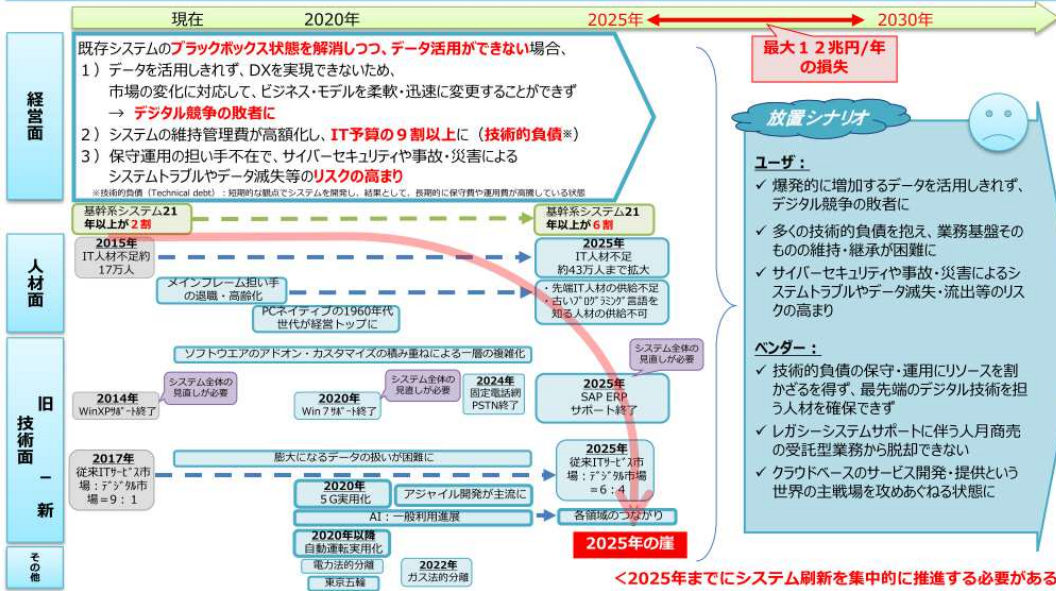 現在
2020年
2025年
2030年
最大12兆円/年
の損失
経営面
既存システムのブラックボックス状態を解消しつつ、データ活用ができない場合、
1)データを活用しきれず、DXを実現できないため、
市場の変化に対応して、ビジネス・モデルを柔軟・迅速に変更することができず
→ デジタル競争の敗者に
2)システムの維持管理費が高額化し、IT予算の9割以上に(技術的負債※)
3)保守運用の担い手不在で、サイバーセキュリティや事故・災害による
システムトラブルやデータ滅失等のリスクの高まり
※技術的負債(Technical debt):短期的な観点でシステムを開発し、結果として、長期的に保守費や運用費が高騰している状態
基幹系システム21
年以上が2割
基幹系システム21
年以上が6割
人材面
2015年
IT人材不足約
17万人
2025年
IT人材不足
約43万人まで拡大
メインフレーム担い手
の退職・高齢化
・先端IT人材の供給不足
・古いプログラミング言語を
知る人材の供給不可
PCネイティブの1960年代
世代が経営トップに
旧 技術面 - 新
ソフトウエアのアドオン・カスタマイズの積み重ねによる一層の複雑化
システム全体の
見直しが必要
システム全体の
見直しが必要
システム全体の
見直しが必要
2014年
WinXPサポート終了
2020年
Win7サポート終了
2024年
固定電話網
PSTN終了
2025年
SAP ERP
サポート終了
2017年
従来ITサービス市
場:デジタル市
場=9:1
膨大になるデータの扱いが困難に
2025年
従来ITサービス市
場:デジタル市場
=6:4
2020年
5G実用化
アジャイル開発が主流に
AI:一般利用進展
各領域のつながり
2020年以降
自動運転実用化
2025年の崖
その他
電力法的分離
2022年
ガス法的分離
東京五輪
放置シナリオ
ユーザ:
✓ 爆発的に増加するデータを活用しきれず、
デジタル競争の敗者に
✓ 多くの技術的負債を抱え、業務基盤そ
のものの維持・継承が困難に
✓ サイバーセキュリティや事故・災害によるシ
ステムトラブルやデータ滅失・流出等のリス
クの高まり
ベンダー:
✓ 技術的負債の保守・運用にリソースを割
かざるを得ず、最先端のデジタル技術を担
う人材を確保できず
✓ レガシーシステムサポートに伴う人月商売
の受託型業務から脱却できない
✓ クラウドベースのサービス開発・提供という
世界の主戦場を攻めあぐねる状態に
<2025年までにシステム刷新を集中的に推進する必要がある